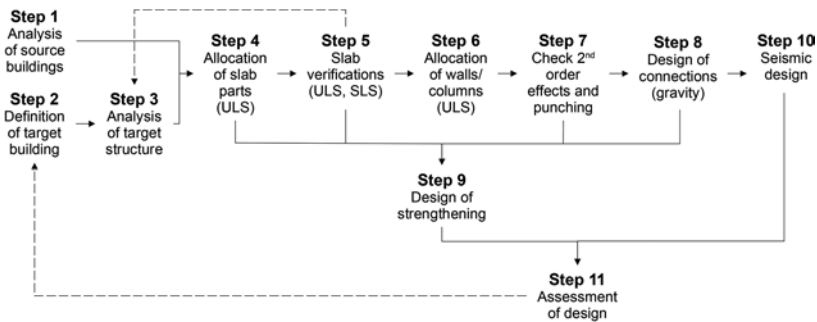 Step 1
Analysis
of source
buildings
Step 2
Definition
of target
building
Step 3
Analysis
of target
structure
Step 4
Allocation
of slab
parts
(ULS)
Step 5
Slab
verifications
(ULS, SLS)
Step 6
Allocation
of walls/
columns
(ULS)
Step 7
Check 2nd
order
effects and
punching
Step 8
Design of
connections
(gravity)
Step 10
Seismic
design
Step 9
Design of
strengthening
Step 11
Assessment
of design